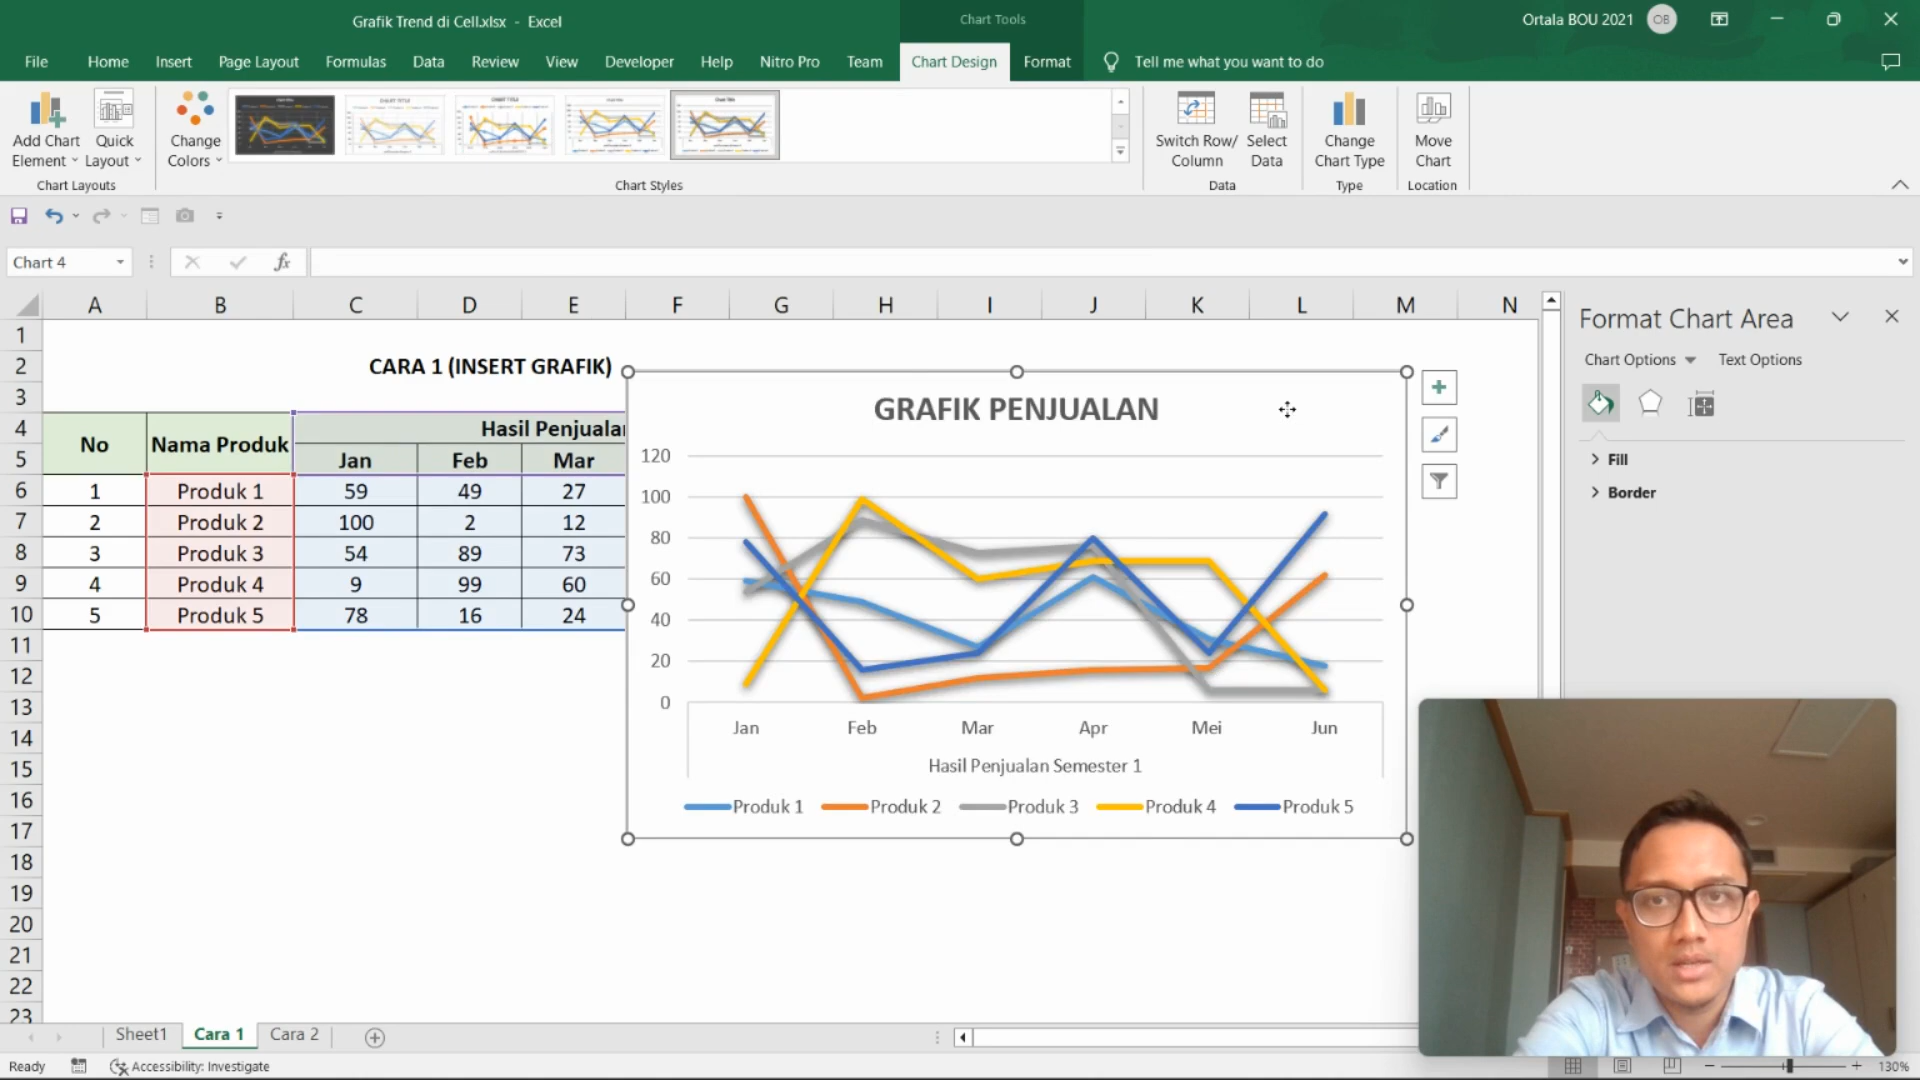 Grafik Trend di Cell.xlsx - Excel
Chart Tools
Ortala BOU 2021 OB
File Home Insert Page Layout Formulas Data Review View Developer Help Nitro Pro Team Chart Design Format Tell me what you want to do
Add Chart Element
Quick Layout
Change Colors
Switch Row/ Column
Select Data
Change Chart Type
Move Chart
Chart Layouts Chart Styles Data Type Location
Chart 4 fx
A B C D E F G H I J K L M N
1
2 CARA 1 (INSERT GRAFIK)
3
4 No Nama Produk Hasil Penjualan
5 Jan Feb Mar
6 1 Produk 1 59 49 27
7 2 Produk 2 100 2 12
8 3 Produk 3 54 89 73
9 4 Produk 4 9 99 60
10 5 Produk 5 78 16 24
11
12
13
14
15
16
17
18
19
20
21
22
23
GRAFIK PENJUALAN
120
100
80
60
40
20
0
Jan Feb Mar Apr Mei Jun
Hasil Penjualan Semester 1
Produk 1 Produk 2 Produk 3 Produk 4 Produk 5
Format Chart Area
Chart Options Text Options
Fill
Border
Sheet1 Cara 1 Cara 2
Ready Accessibility: Investigate 130%